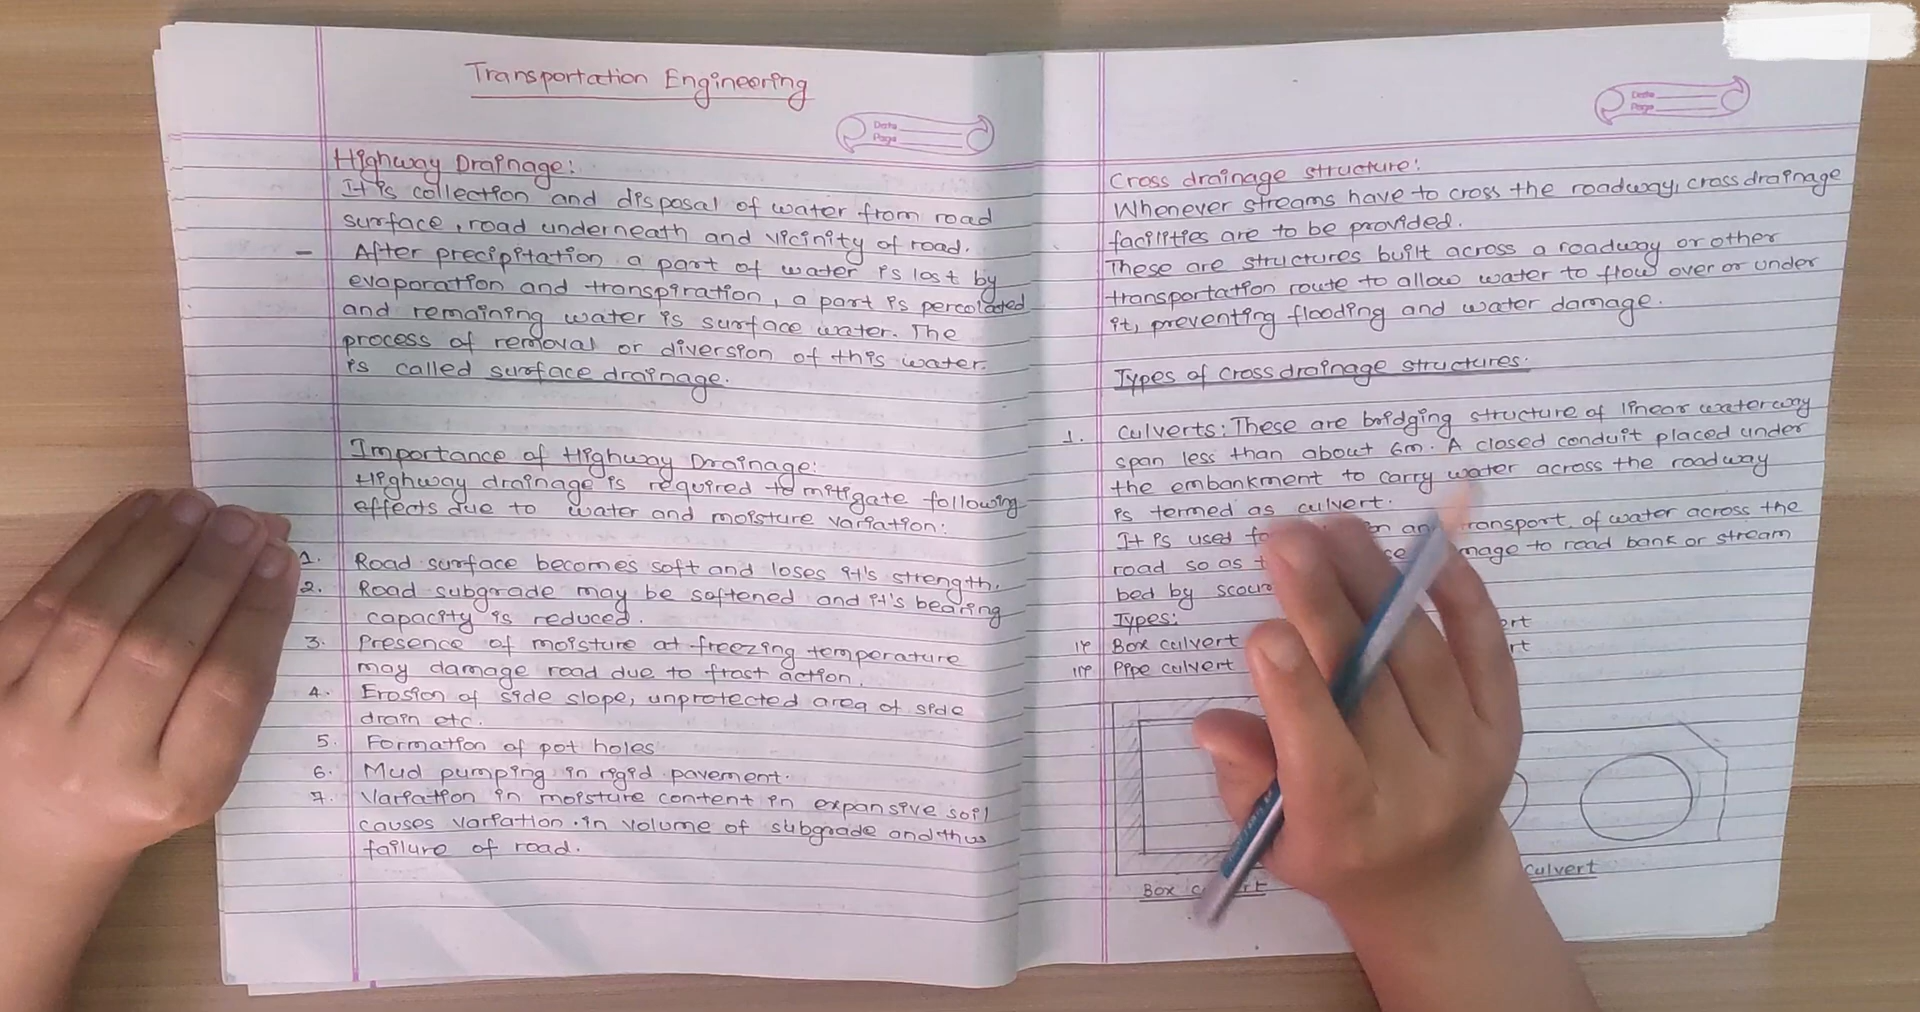 Transportation Engineering
Date
Page
Highway Drainage:
It is collection and disposal of water from road
surface, road underneath and vicinity of road.
- After precipitation a part of water is lost by
evaporation and transpiration, a part is percolated
and remaining water is surface water. The
process of removal or diversion of this water.
is called surface drainage.
Importance of Highway Drainage:
Highway drainage is required to mitigate following
effects due to water and moisture variation:
1. Road surface becomes soft and loses it's strength.
2. Road subgrade may be softened and it's bearing
capacity is reduced.
3. Presence of moisture at freezing temperature
may damage road due to frost action.
4. Erosion of side slope, unprotected area of side
drain etc.
5. Formation of pot holes
6. Mud pumping in rigid pavement.
7. Variation in moisture content in expansive soil
causes variation in volume of subgrade and thus
failure of road.
Date
Page
Cross drainage structure:
Whenever streams have to cross the roadway, cross drainage
facilities are to be provided.
These are structures built across a roadway or other
transportation route to allow water to flow over or under
it, preventing flooding and water damage.
Types of cross drainage structures:
1. Culverts: These are bridging structure of linear waterway
span less than about 6m. A closed conduit placed under
the embankment to carry water across the roadway
is termed as culvert.
It is used transport of water across the
road so as to road bank or stream
bed by
Types:
Box culvert
Pipe culvert
Box
culvert